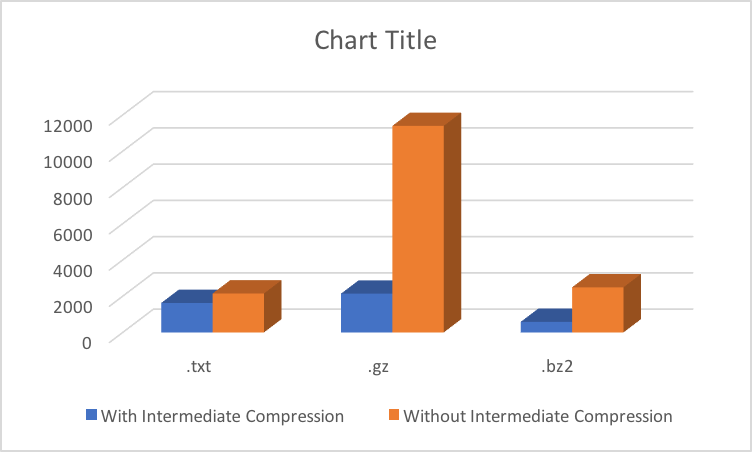 Chart Title
12000
10000
8000
6000
4000
2000
0
.txt .gz .bz2
With Intermediate Compression Without Intermediate Compression